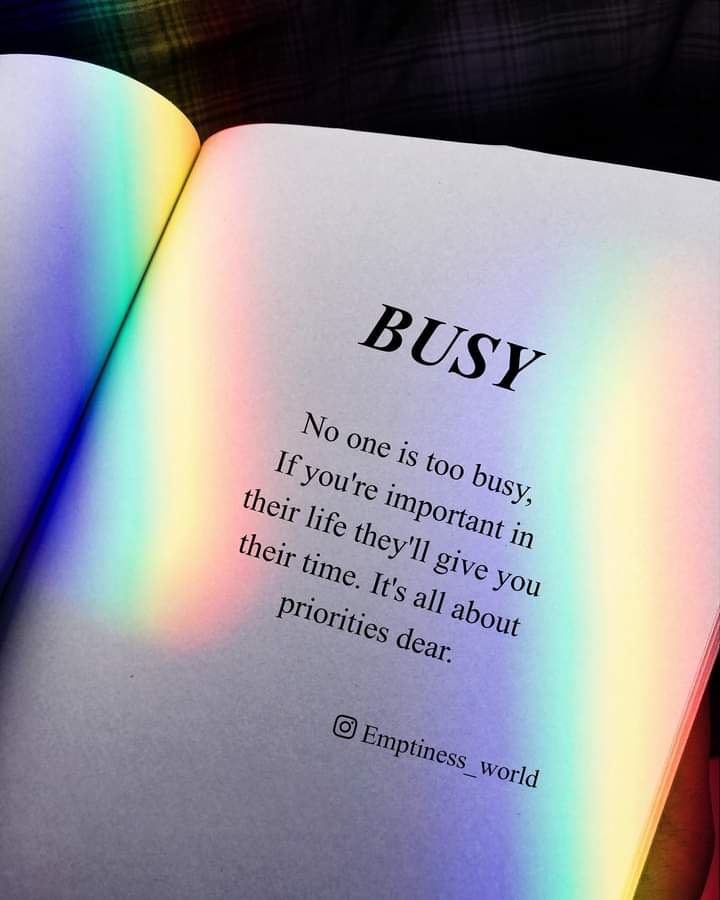 BUSY
No one is too busy,
If you're important in
their life they'll give you
their time. It's all about
priorities dear.
Emptiness_world